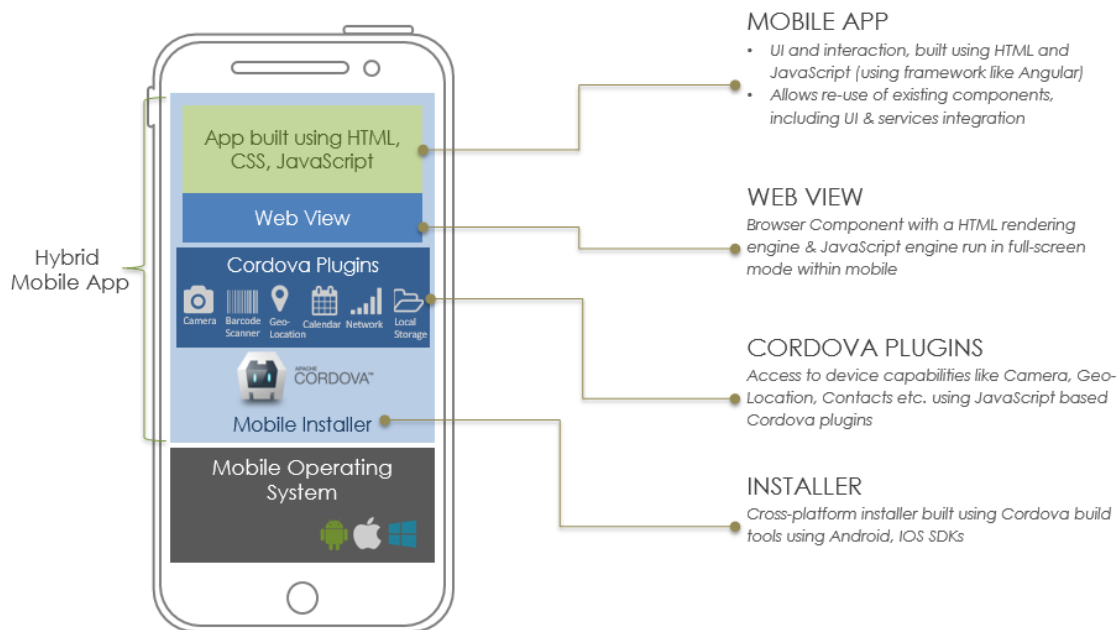 Hybrid
Mobile App
App built using HTML,
CSS, JavaScript
Web View
Cordova Plugins
Camera
Barcode
Scanner
Geo-
Location
Calendar
Network
Local
Storage
APACHE
CORDOVA™
Mobile Installer
Mobile Operating
System
MOBILE APP
• UI and interaction, built using HTML and
JavaScript (using framework like Angular)
• Allows re-use of existing components,
including UI & services integration
WEB VIEW
Browser Component with a HTML rendering
engine & JavaScript engine run in full-screen
mode within mobile
CORDOVA PLUGINS
Access to device capabilities like Camera, Geo-
Location, Contacts etc. using JavaScript based
Cordova plugins
INSTALLER
Cross-platform installer built using Cordova build
tools using Android, IOS SDKs